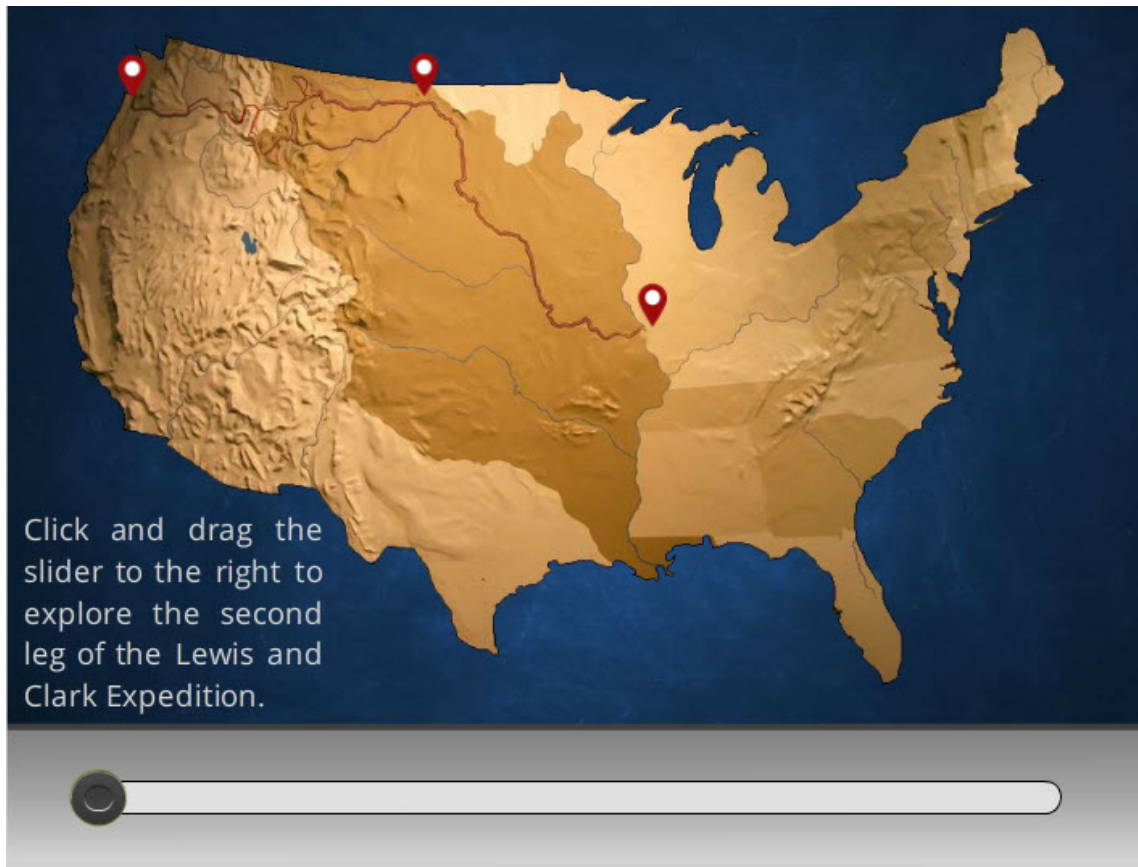 Click and drag the
slider to the right to
explore the second
leg of the Lewis and
Clark Expedition.